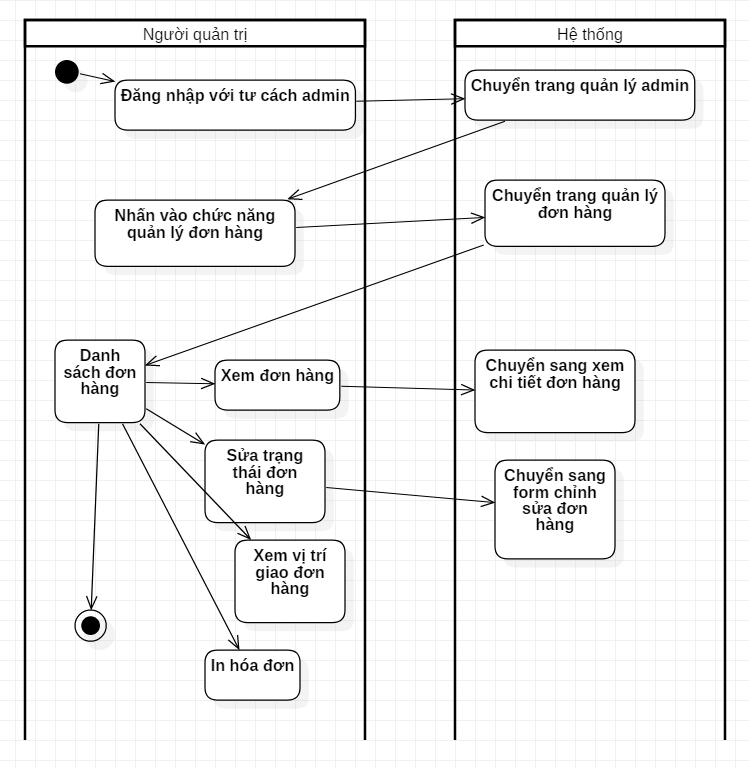 Người quản trị
Hệ thống
Đăng nhập với tư cách admin
Chuyển trang quản lý admin
Nhấn vào chức năng
quản lý đơn hàng
Chuyển trang quản lý
đơn hàng
Danh
sách đơn
hàng
Xem đơn hàng
Chuyển sang xem
chi tiết đơn hàng
Sửa trạng
thái đơn
hàng
Chuyển sang
form chỉnh
sửa đơn
hàng
Xem vị trí
giao đơn
hàng
In hóa đơn